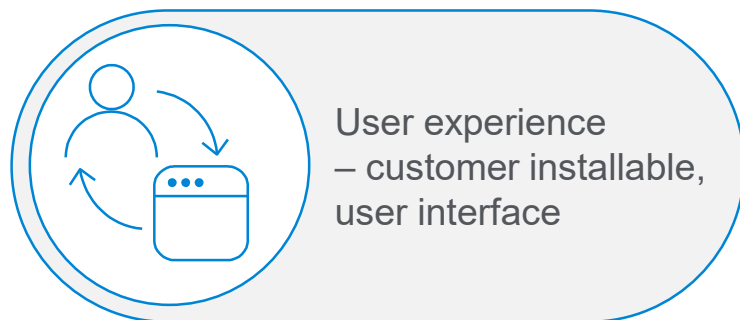 User experience
– customer installable,
user interface